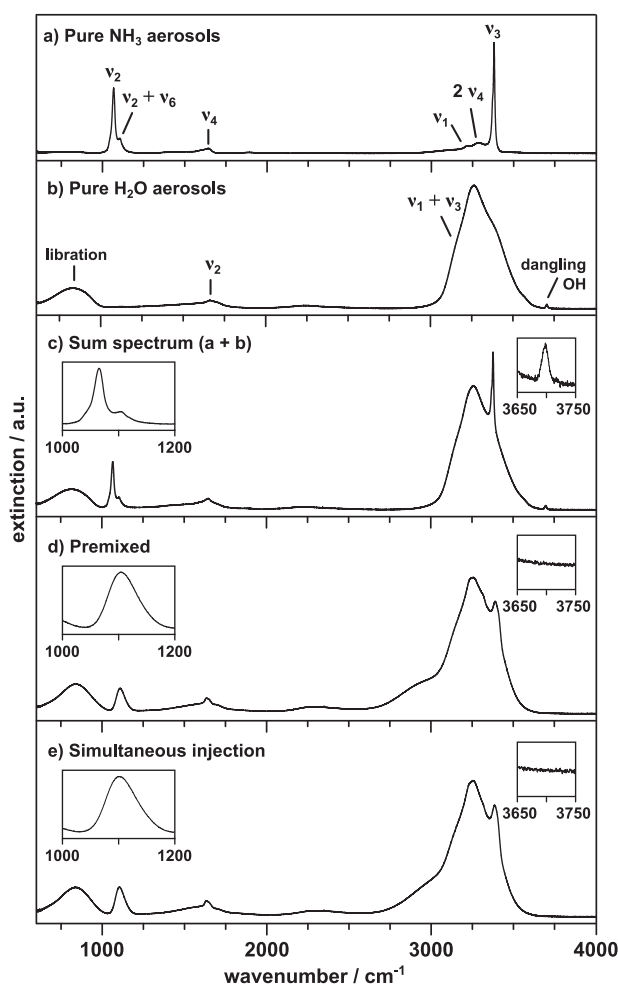 a) Pure NH₃ aerosols
ν₃
ν₂
ν₂ + ν₆
2 ν₄
ν₄
ν₁
b) Pure H₂O aerosols
ν₁ + ν₃
libration
ν₂
dangling
OH
c) Sum spectrum (a + b)
1000 1200
3650 3750
d) Premixed
1000 1200
3650 3750
e) Simultaneous injection
1000 1200
3650 3750
extinction / a.u.
1000 2000 3000 4000
wavenumber / cm⁻¹